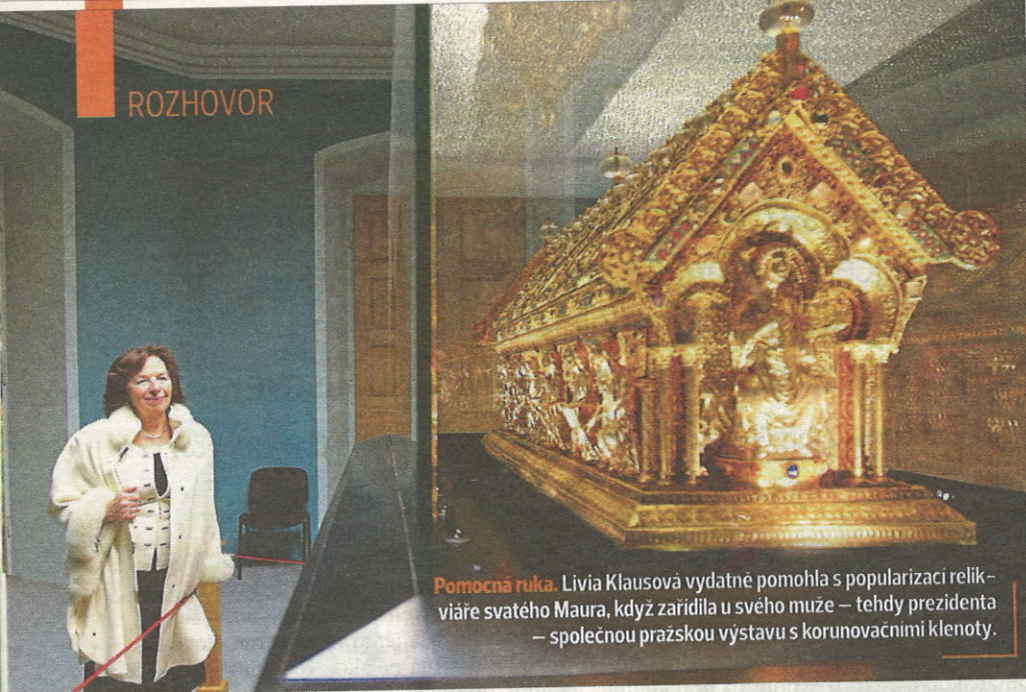 ROZHOVOR
Pomocná ruka. Livia Klausová vydatně pomohla s popularizací relik-
viáře svatého Maura, když zařídila u svého muže – tehdy prezidenta
– společnou pražskou výstavu s korunovačními klenoty.